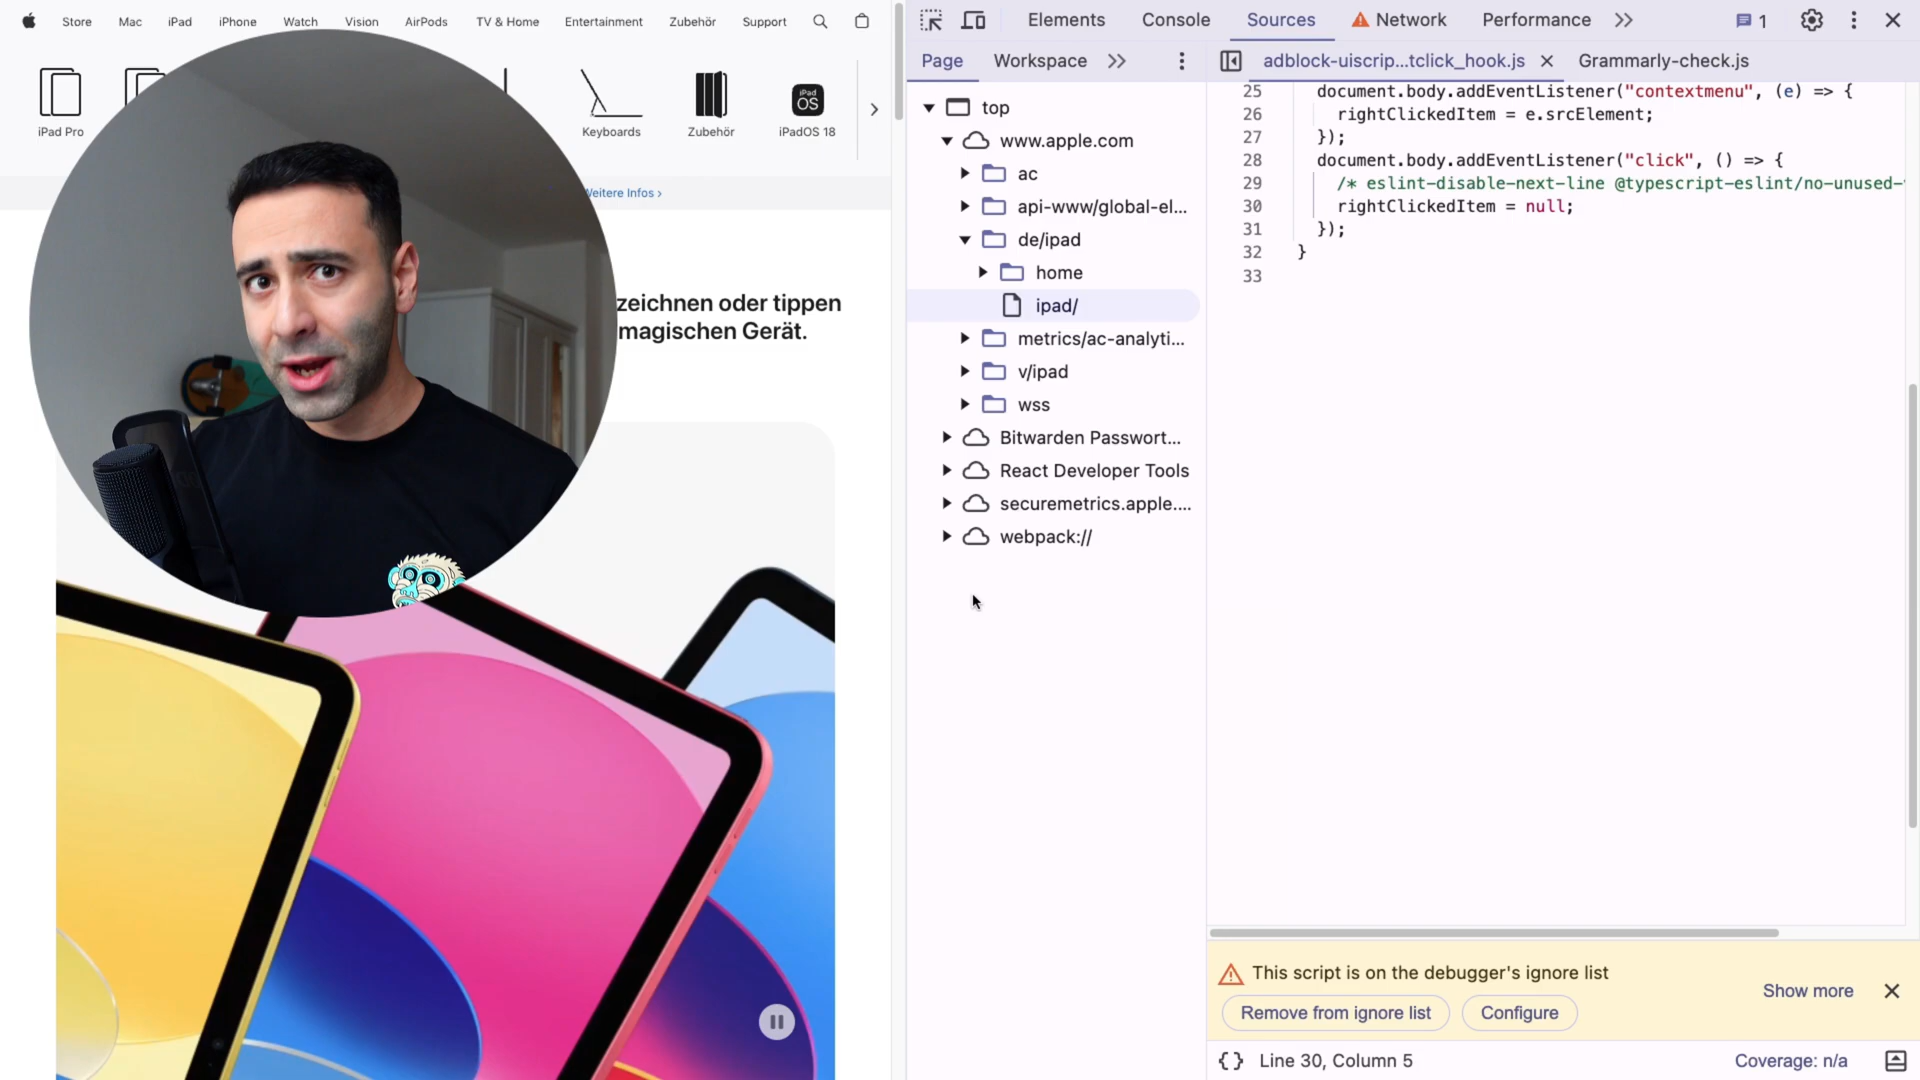 Store Mac iPad iPhone Watch Vision AirPods TV & Home Entertainment Zubehör Support
iPad Pro
Keyboards
Zubehör
iPad
OS
iPadOS 18
Weitere Infos >
zeichnen oder tippen
magischen Gerät.
Elements Console Sources Network Performance 1
Page Workspace
adblock-uiscrip...tclick_hook.js Grammarly-check.js
top
www.apple.com
ac
api-www/global-el...
de/ipad
home
ipad/
metrics/ac-analyti...
v/ipad
wss
Bitwarden Passwort...
React Developer Tools
securemetrics.apple....
webpack://
25 document.body.addEventListener("contextmenu", (e) => {
26 rightClickedItem = e.srcElement;
27 });
28 document.body.addEventListener("click", () => {
29 /* eslint-disable-next-line @typescript-eslint/no-unused-
30 rightClickedItem = null;
31 });
32 }
33
This script is on the debugger's ignore list
Remove from ignore list Configure
Show more
{} Line 30, Column 5
Coverage: n/a